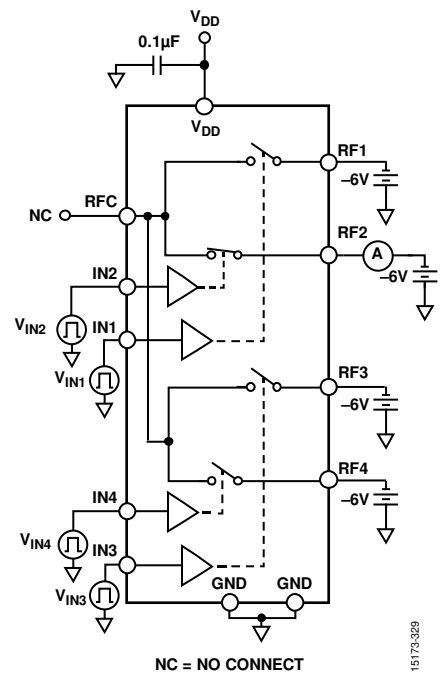 VDD
0.1µF
VDD
RF1
–6V
RFC
NC
RF2
A
–6V
IN2
VIN2
IN1
VIN1
RF3
–6V
RF4
–6V
IN4
VIN4
IN3
VIN3
GND GND
NC = NO CONNECT
15173-329